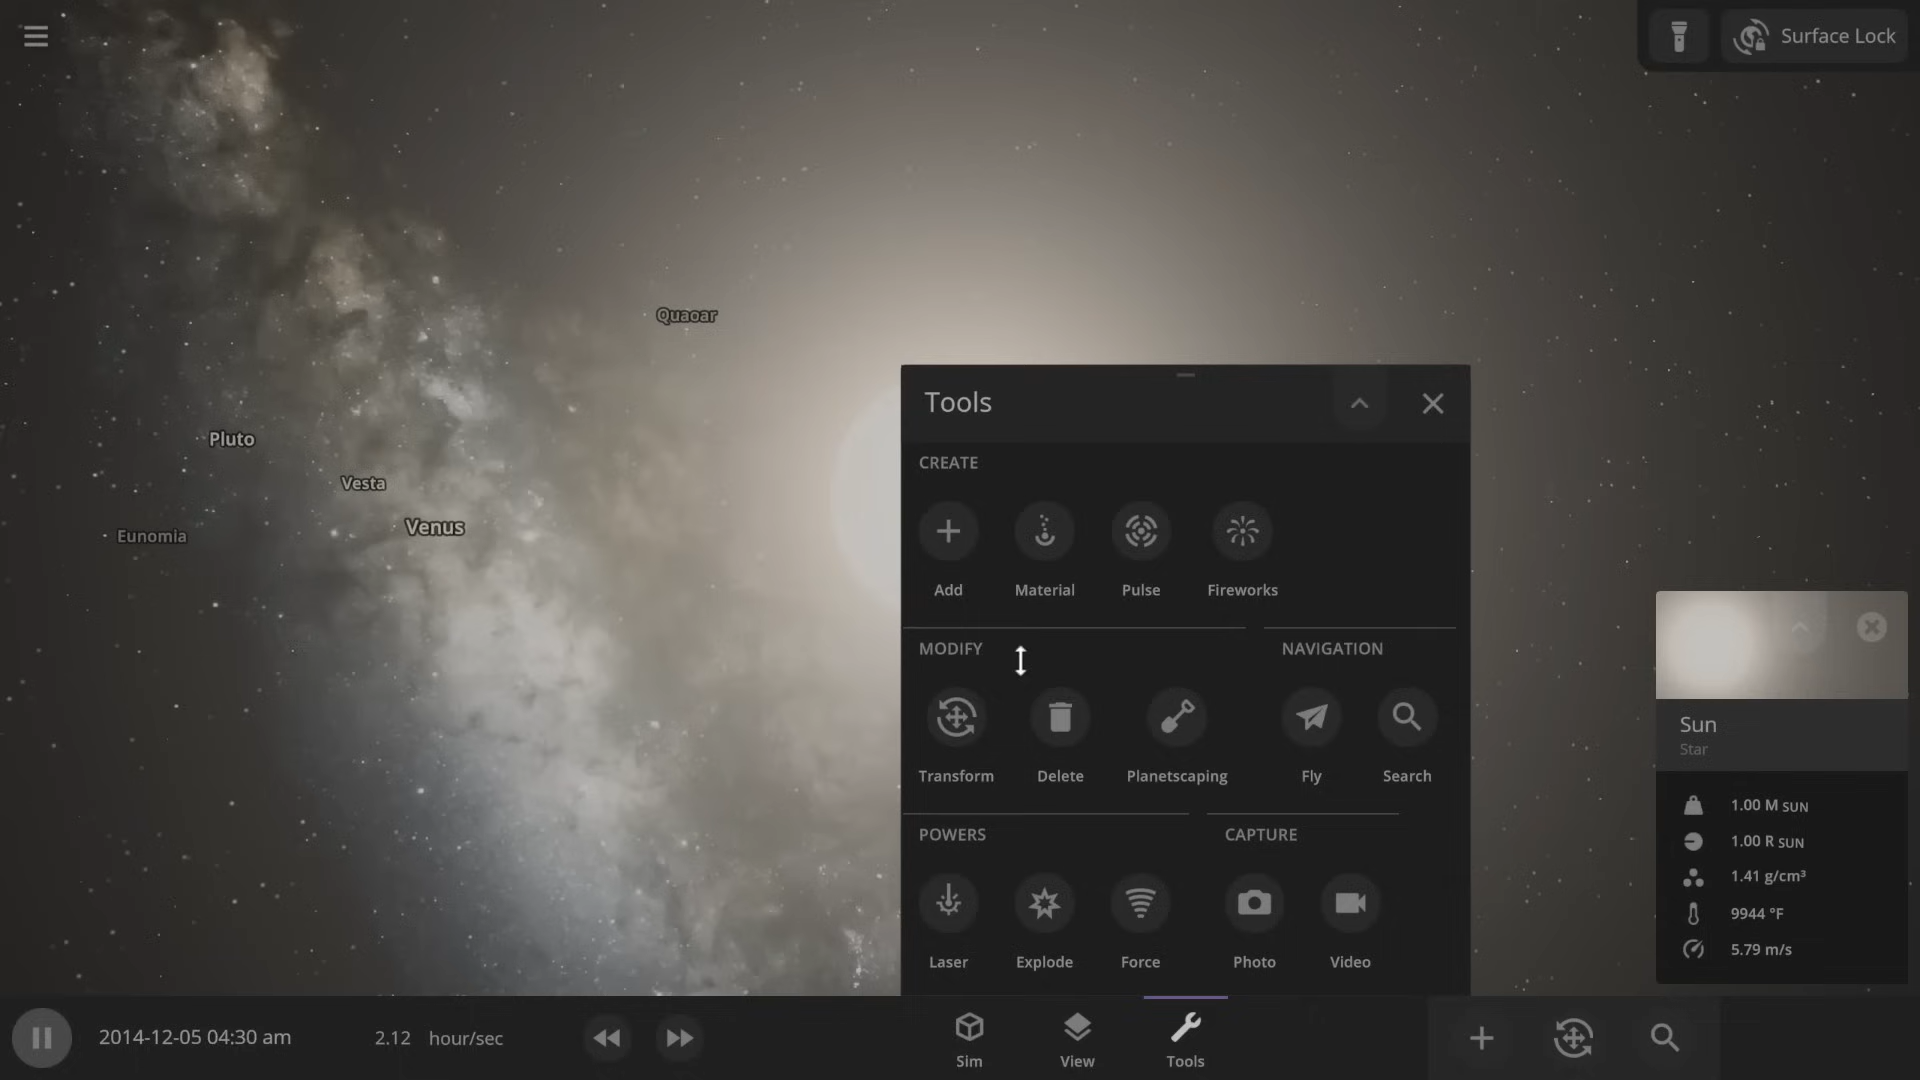 Surface Lock
Quaoar
Pluto
Vesta
Venus
Eunomia
Tools
CREATE
Add
Material
Pulse
Fireworks
MODIFY
NAVIGATION
Transform
Delete
Planetscaping
Fly
Search
POWERS
CAPTURE
Laser
Explode
Force
Photo
Video
Sun
Star
1.00 M SUN
1.00 R SUN
1.41 g/cm³
9944 °F
5.79 m/s
2014-12-05 04:30 am
2.12 hour/sec
Sim
View
Tools